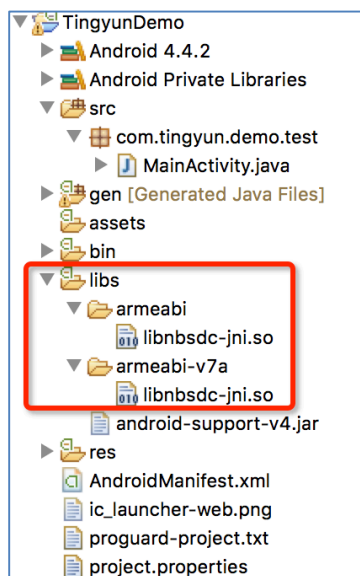 TingyunDemo
Android 4.4.2
Android Private Libraries
src
com.tingyun.demo.test
MainActivity.java
gen [Generated Java Files]
assets
bin
libs
armeabi
libnbsdc-jni.so
armeabi-v7a
libnbsdc-jni.so
android-support-v4.jar
res
AndroidManifest.xml
ic_launcher-web.png
proguard-project.txt
project.properties